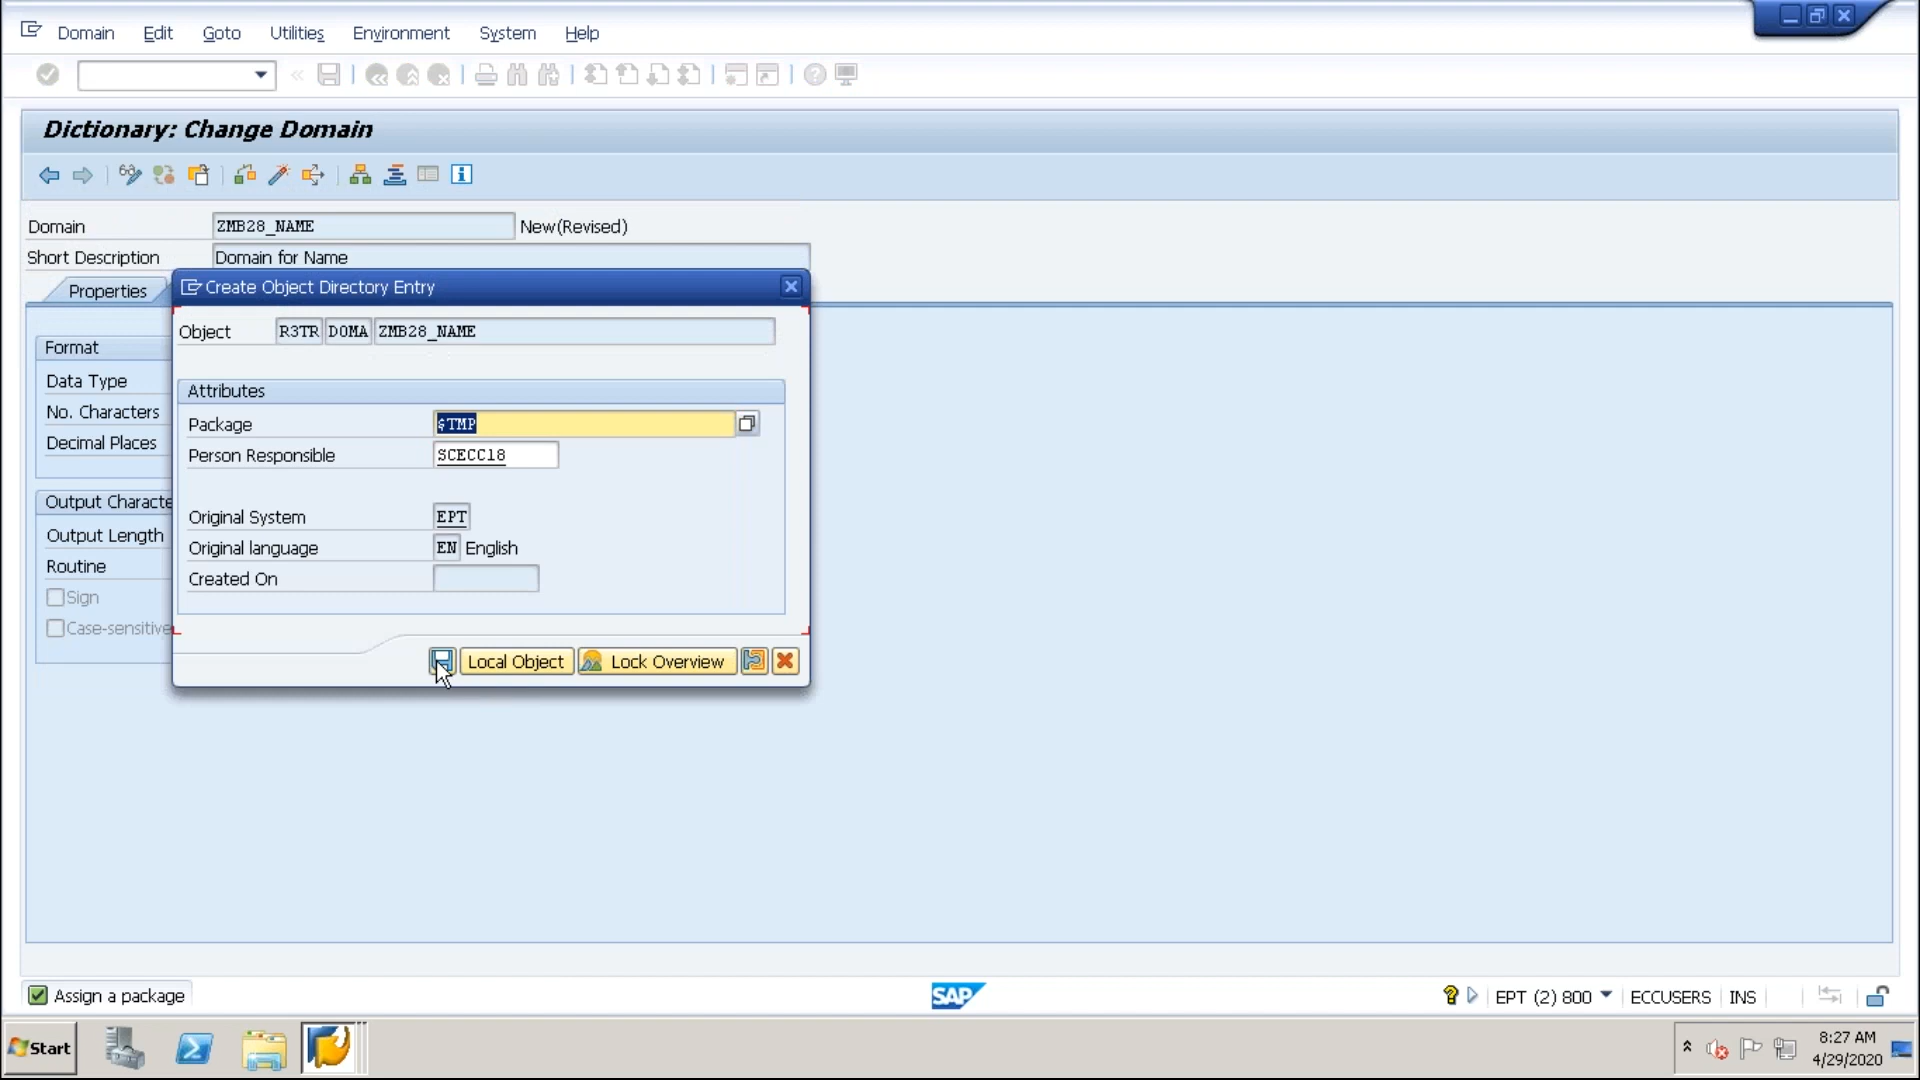 Domain Edit Goto Utilities Environment System Help
Dictionary: Change Domain
Domain ZMB28_NAME New(Revised)
Short Description Domain for Name
Properties
Create Object Directory Entry
Object R3TR DOMA ZMB28_NAME
Format
Attributes
Data Type
Package $TMP
No. Characters
Decimal Places
Person Responsible SCECC18
Output Characte
Original System EPT
Output Length
Original language EN English
Routine
Created On
Sign
Case-sensitive
Local Object Lock Overview
Assign a package
SAP
EPT (2) 800 ECCUSERS INS
Start
8:27 AM
4/29/2020